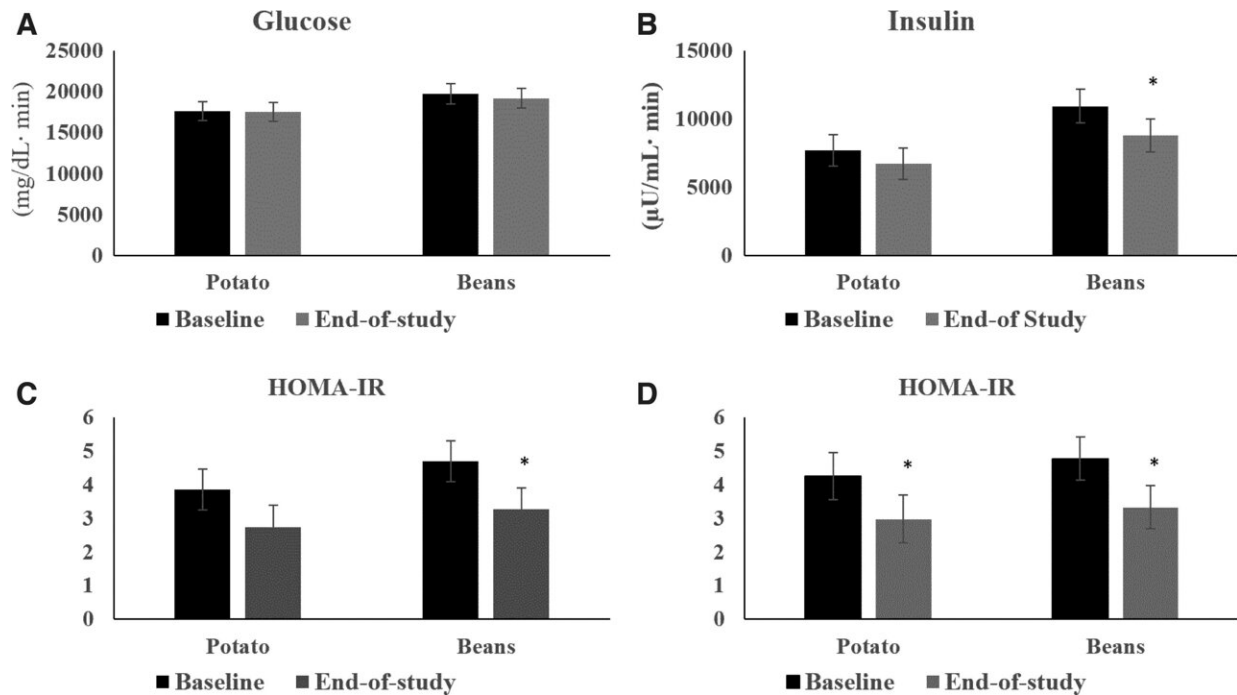 A
Glucose
(mg/dL· min)
25000
20000
15000
10000
5000
0
Potato
Beans
Baseline
End-of-study
B
Insulin
(µU/mL· min)
15000
10000
5000
0
*
Potato
Beans
Baseline
End-of Study
C
HOMA-IR
6
5
4
3
2
1
0
*
Potato
Beans
Baseline
End-of-study
D
HOMA-IR
6
5
4
3
2
1
0
*
*
Potato
Beans
Baseline
End-of-study